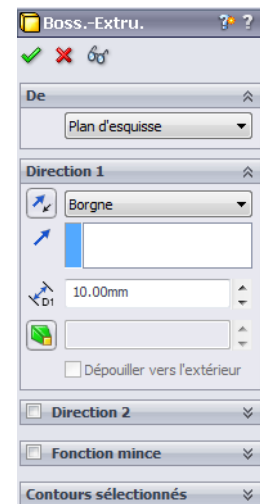 Boss.-Extru.
De
Plan d'esquisse
Direction 1
Borgne
D1
10.00mm
Dépouiller vers l'extérieur
Direction 2
Fonction mince
Contours sélectionnés